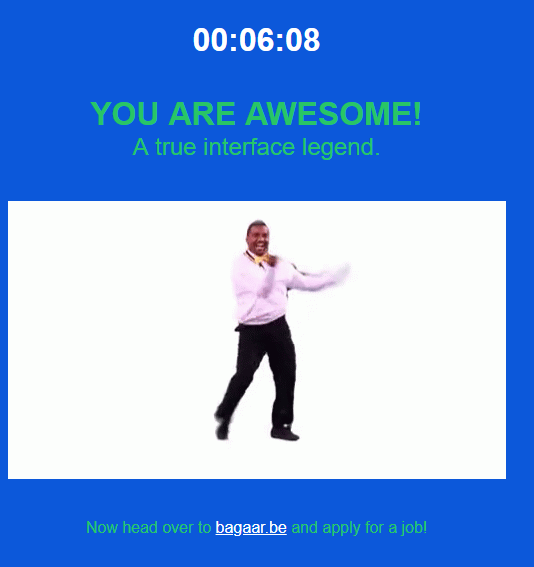 00:06:08
YOU ARE AWESOME!
A true interface legend.
Now head over to bagaar.be and apply for a job!